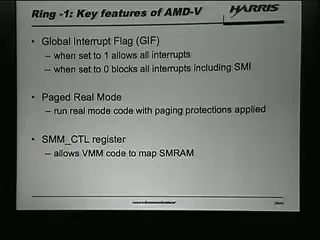 Ring -1: Key features of AMD-V
HARRIS
• Global Interrupt Flag (GIF)
– when set to 1 allows all interrupts
– when set to 0 blocks all interrupts including SMI
• Paged Real Mode
– run real mode code with paging protections applied
• SMM_CTL register
– allows VMM code to map SMRAM